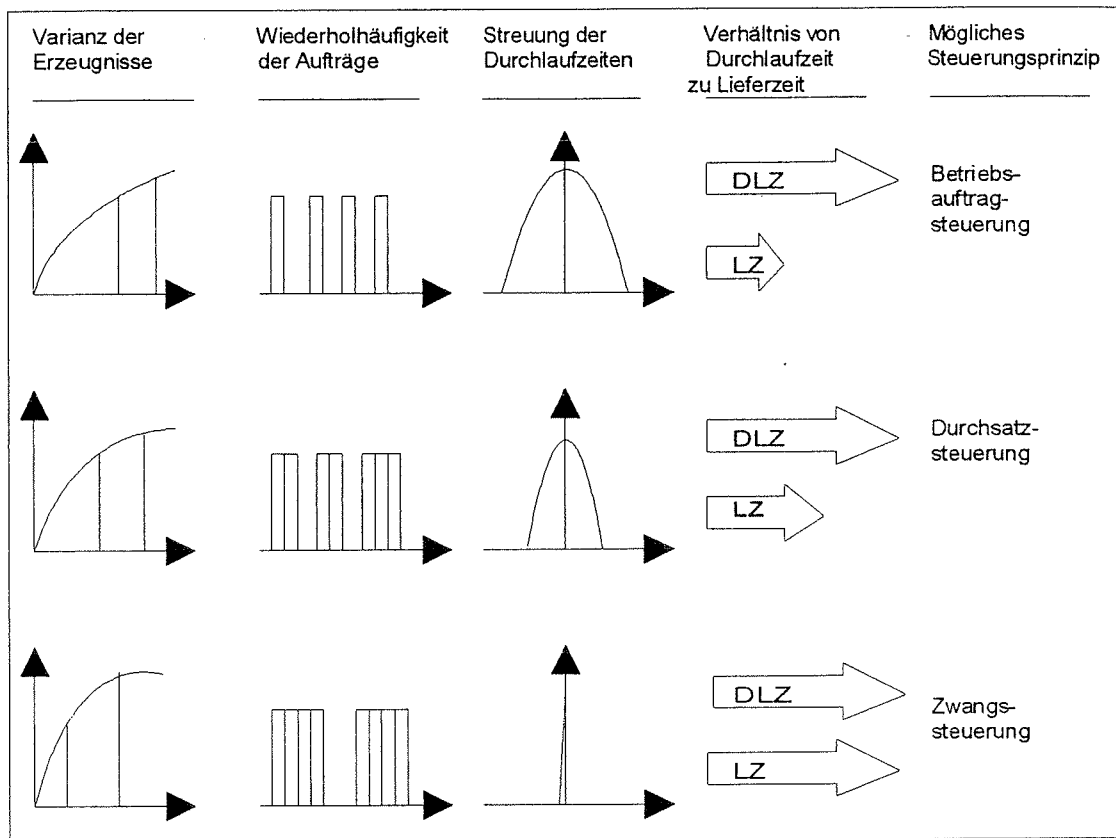 Varianz der
Erzeugnisse
Wiederholhäufigkeit
der Aufträge
Streuung der
Durchlaufzeiten
Verhältnis von
Durchlaufzeit
zu Lieferzeit
Mögliches
Steuerungsprinzip
DLZ
LZ
Betriebs-
auftrag-
steuerung
DLZ
LZ
Durchsatz-
steuerung
DLZ
LZ
Zwangs-
steuerung